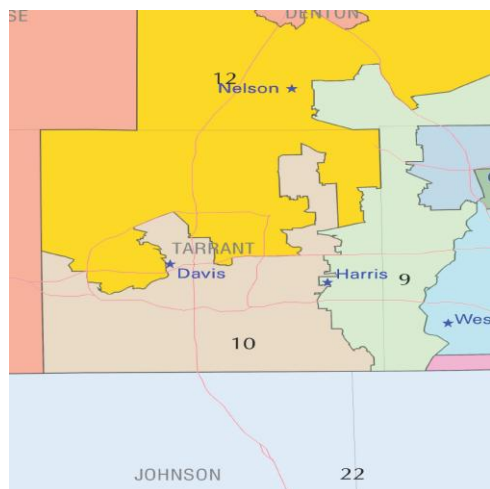 SE
DENTON
12
Nelson
TARRANT
Davis
Harris
9
Wes
10
JOHNSON
22